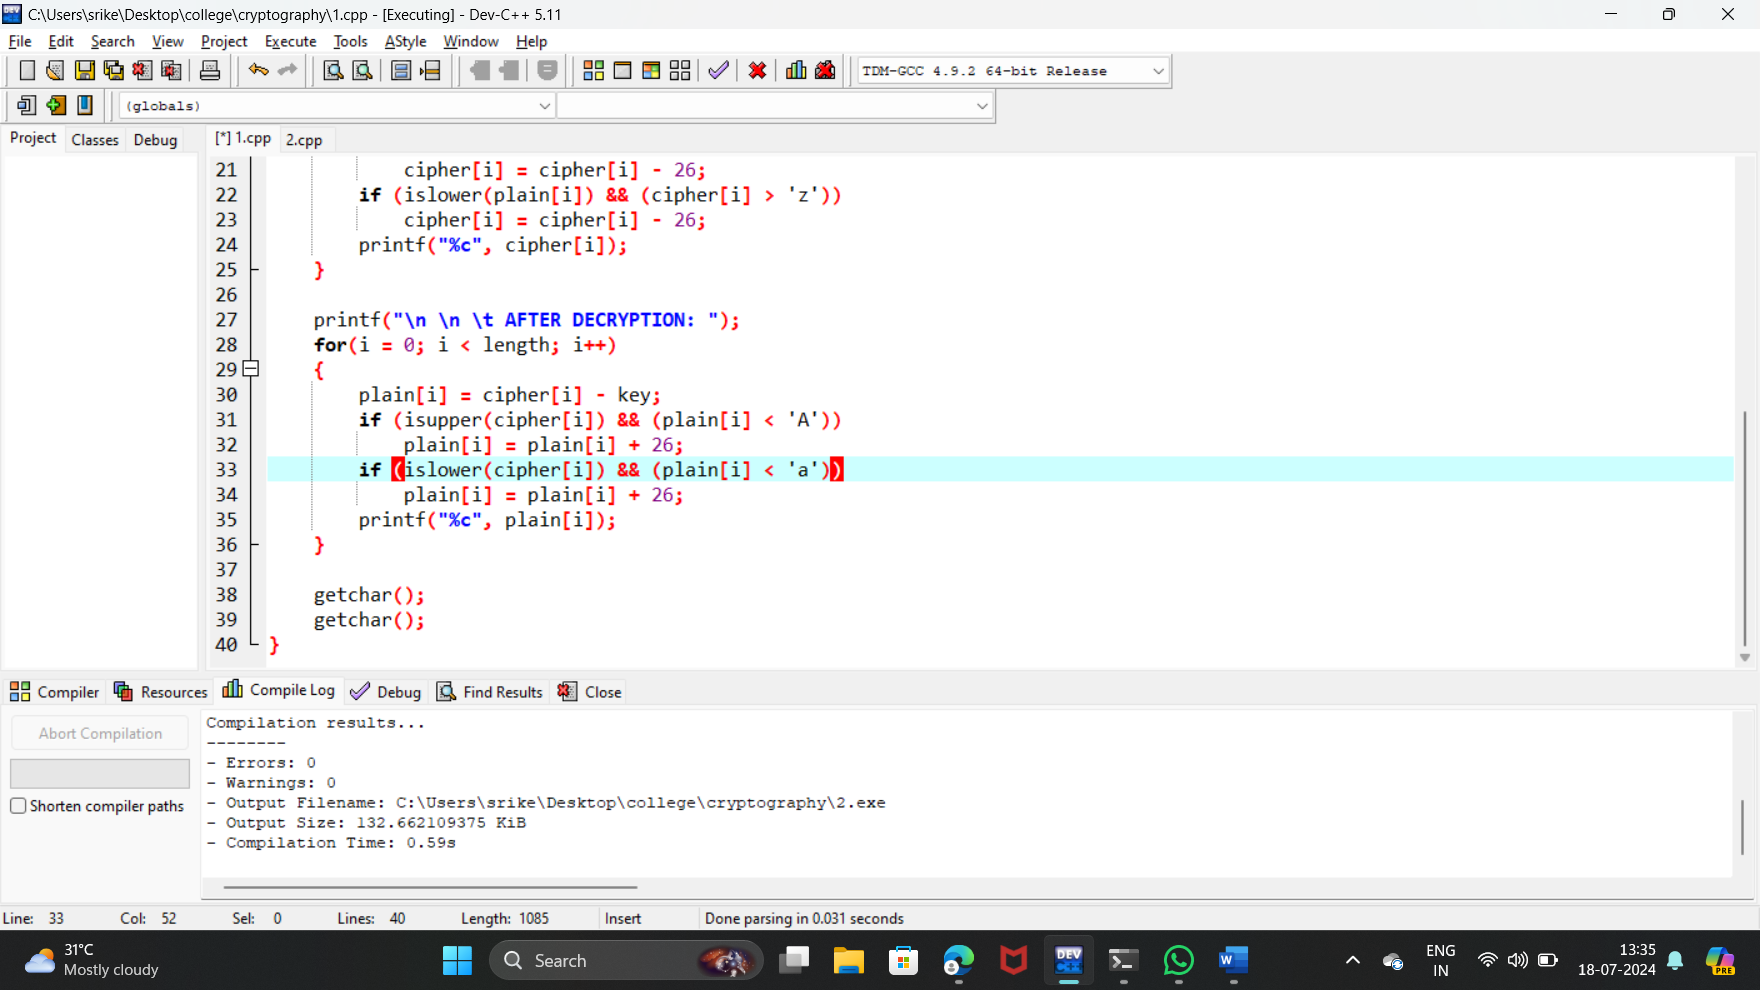 C:\Users\srike\Desktop\college\cryptography\1.cpp - [Executing] - Dev-C++ 5.11
File Edit Search View Project Execute Tools AStyle Window Help
TDM-GCC 4.9.2 64-bit Release
(globals)
Project Classes Debug [*] 1.cpp 2.cpp
21 cipher[i] = cipher[i] - 26;
22 if (islower(plain[i]) && (cipher[i] > 'z'))
23 cipher[i] = cipher[i] - 26;
24 printf("%c", cipher[i]);
25 }
26
27 printf("\n \n \t AFTER DECRYPTION: ");
28 for(i = 0; i < length; i++)
29 {
30 plain[i] = cipher[i] - key;
31 if (isupper(cipher[i]) && (plain[i] < 'A'))
32 plain[i] = plain[i] + 26;
33 if (islower(cipher[i]) && (plain[i] < 'a'))
34 plain[i] = plain[i] + 26;
35 printf("%c", plain[i]);
36 }
37
38 getchar();
39 getchar();
40 }
Compiler Resources Compile Log Debug Find Results Close
Abort Compilation
Shorten compiler paths
Compilation results...
--------
- Errors: 0
- Warnings: 0
- Output Filename: C:\Users\srike\Desktop\college\cryptography\2.exe
- Output Size: 132.662109375 KiB
- Compilation Time: 0.59s
Line: 33 Col: 52 Sel: 0 Lines: 40 Length: 1085 Insert Done parsing in 0.031 seconds
31°C
Mostly cloudy
Search
DEV
C++
W
ENG
IN
13:35
18-07-2024
PRE